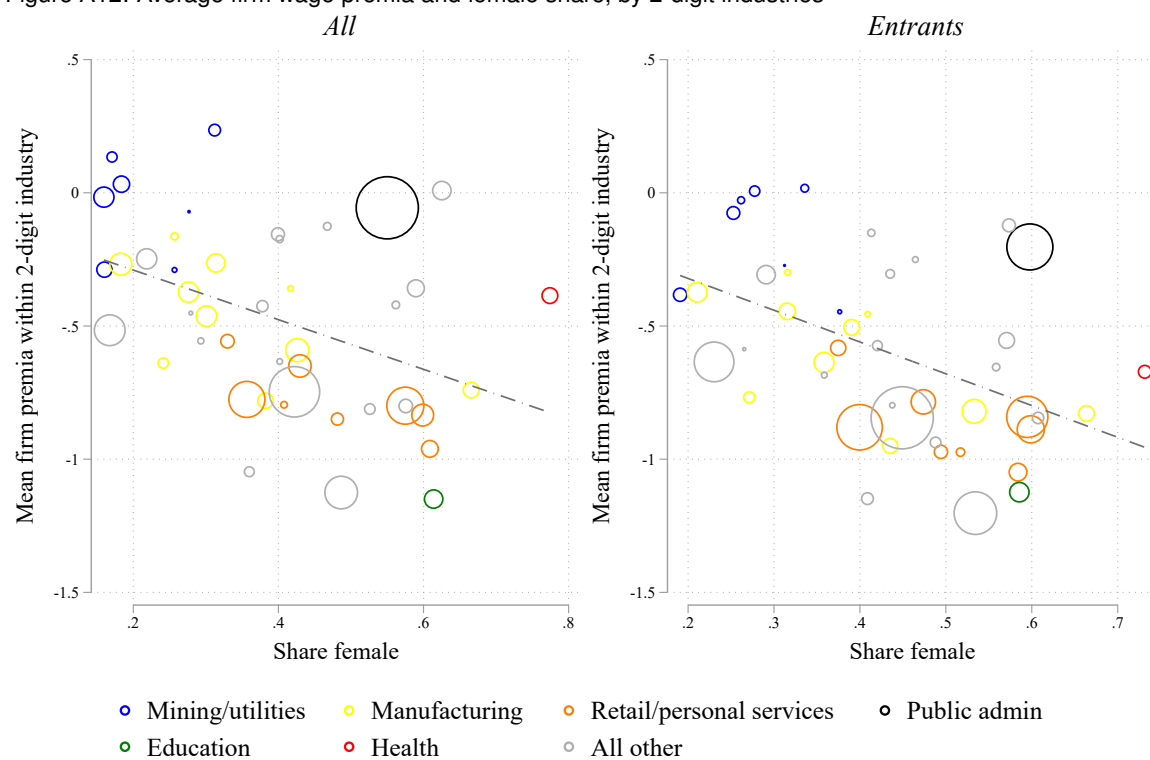 Figure A12: Average firm wage premia and female share, by 2-digit industries
All
Entrants
Mean firm premia within 2-digit industry
.5
0
-.5
-1
-1.5
.2
.4
.6
.8
Share female
Mean firm premia within 2-digit industry
.5
0
-.5
-1
-1.5
.2
.3
.4
.5
.6
.7
Share female
Mining/utilities
Manufacturing
Retail/personal services
Public admin
Education
Health
All other